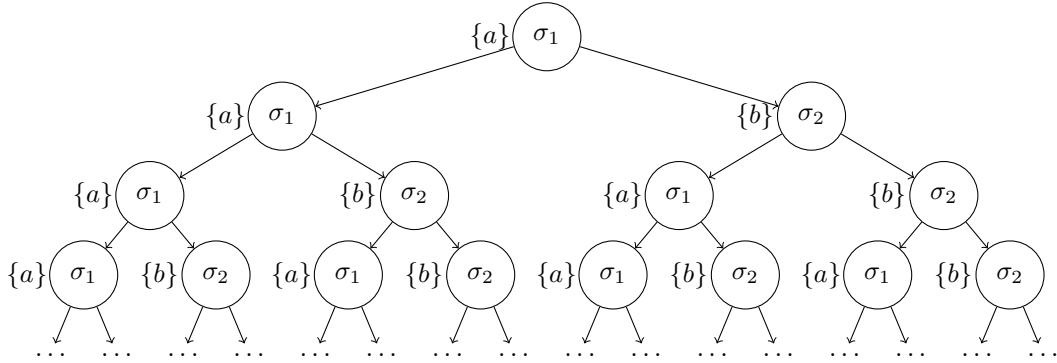 {a} σ₁
{a} σ₁ {b} σ₂
{a} σ₁ {b} σ₂ {a} σ₁ {b} σ₂
{a} σ₁ {b} σ₂ {a} σ₁ {b} σ₂ {a} σ₁ {b} σ₂ {a} σ₁ {b} σ₂
... ... ... ... ... ... ... ... ... ... ... ... ... ... ... ...